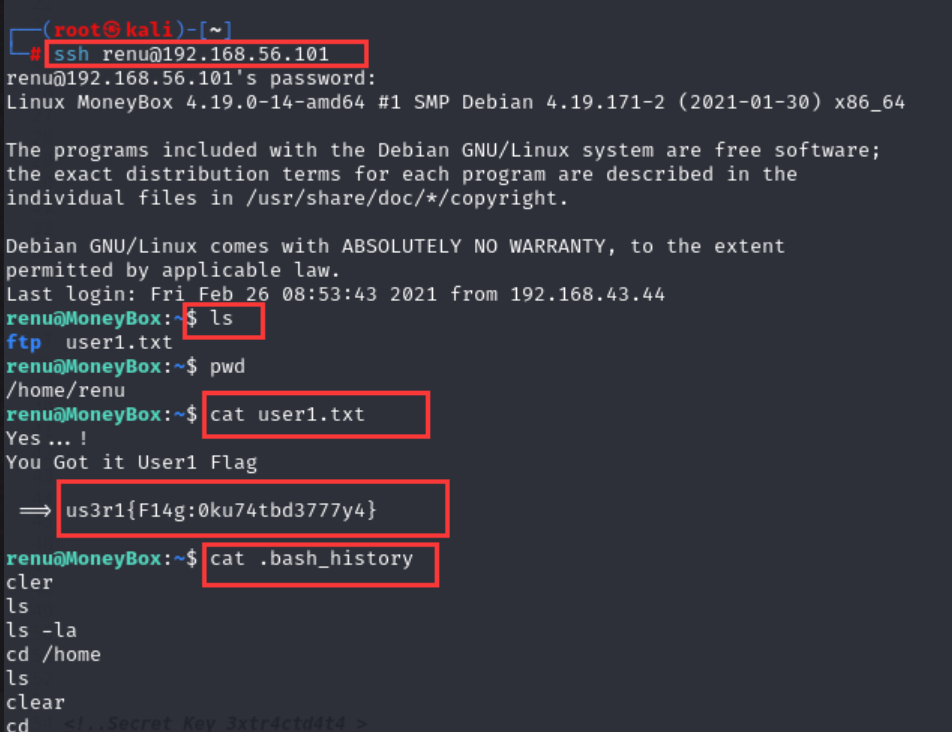 ┌──(root㉿kali)-[~]
└─# ssh renu@192.168.56.101
renu@192.168.56.101's password:
Linux MoneyBox 4.19.0-14-amd64 #1 SMP Debian 4.19.171-2 (2021-01-30) x86_64
The programs included with the Debian GNU/Linux system are free software;
the exact distribution terms for each program are described in the
individual files in /usr/share/doc/*/copyright.
Debian GNU/Linux comes with ABSOLUTELY NO WARRANTY, to the extent
permitted by applicable law.
Last login: Fri Feb 26 08:53:43 2021 from 192.168.43.44
renu@MoneyBox:~$ ls
ftp  user1.txt
renu@MoneyBox:~$ pwd
/home/renu
renu@MoneyBox:~$ cat user1.txt
Yes...!
You Got it User1 Flag
==> us3r1{F14g:0ku74tbd3777y4}
renu@MoneyBox:~$ cat .bash_history
cler
ls
ls -la
cd /home
ls
clear
cd
<!..Secret Key 3xtr4ctd4t4 >